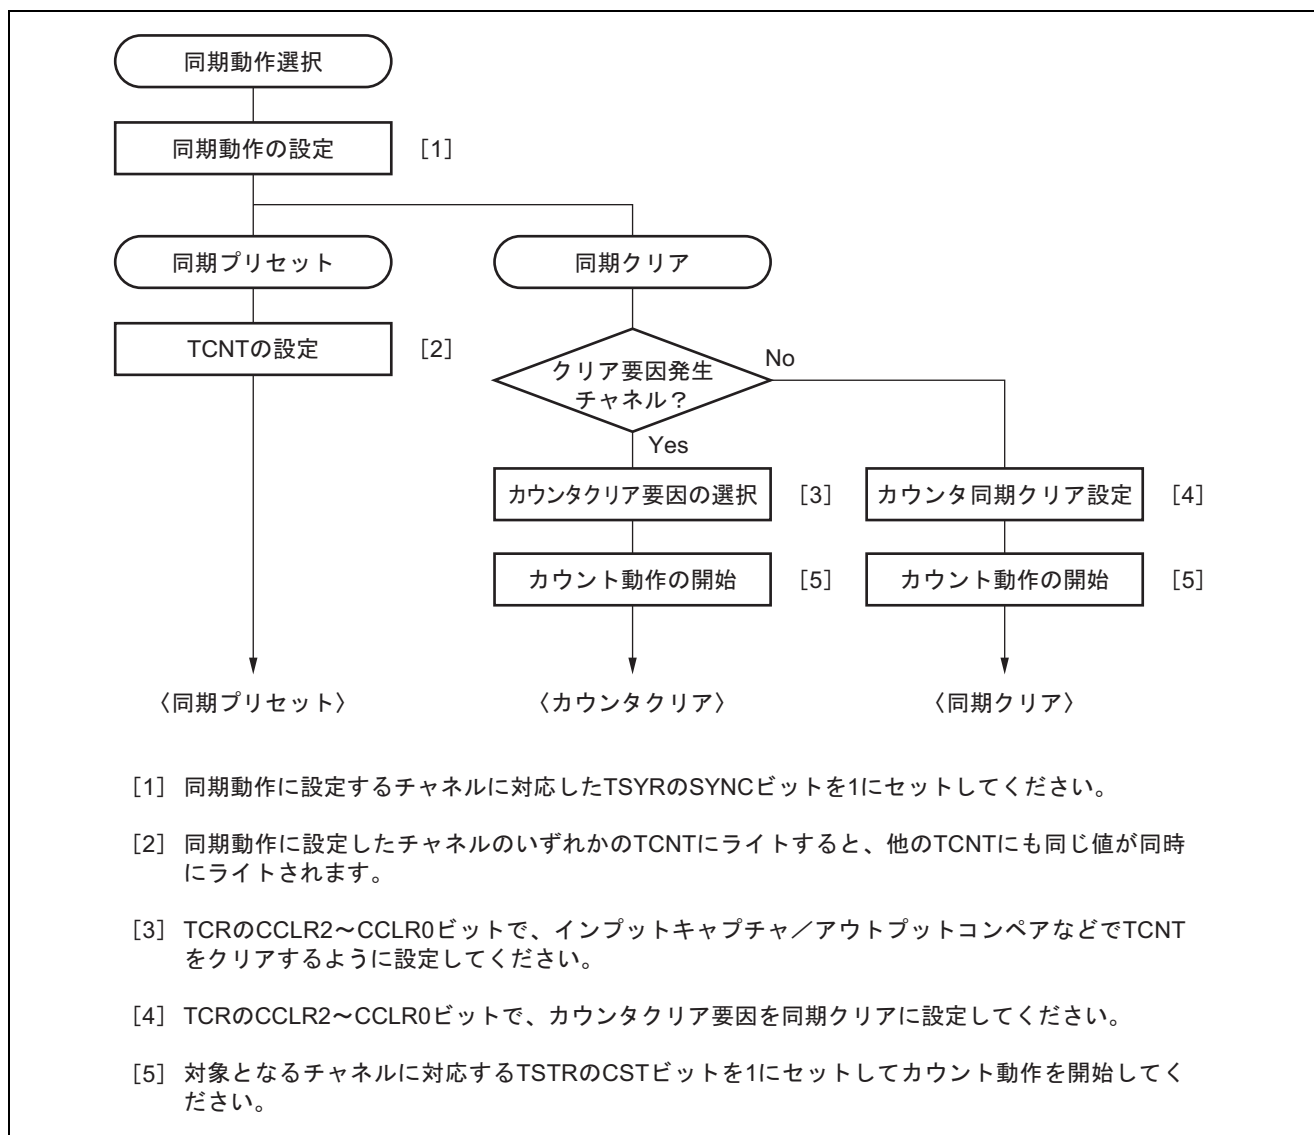 同期動作選択
同期動作の設定 ［1］
同期プリセット 同期クリア
TCNTの設定 ［2］
クリア要因発生
チャネル？
No
Yes
カウンタクリア要因の選択 ［3］ カウンタ同期クリア設定 ［4］
カウント動作の開始 ［5］ カウント動作の開始 ［5］
〈同期プリセット〉 〈カウンタクリア〉 〈同期クリア〉
［1］ 同期動作に設定するチャネルに対応したTSYRのSYNCビットを1にセットしてください。
［2］ 同期動作に設定したチャネルのいずれかのTCNTにライトすると、他のTCNTにも同じ値が同時
にライトされます。
［3］ TCRのCCLR2～CCLR0ビットで、インプットキャプチャ／アウトプットコンペアなどでTCNT
をクリアするように設定してください。
［4］ TCRのCCLR2～CCLR0ビットで、カウンタクリア要因を同期クリアに設定してください。
［5］ 対象となるチャネルに対応するTSTRのCSTビットを1にセットしてカウント動作を開始してく
ださい。